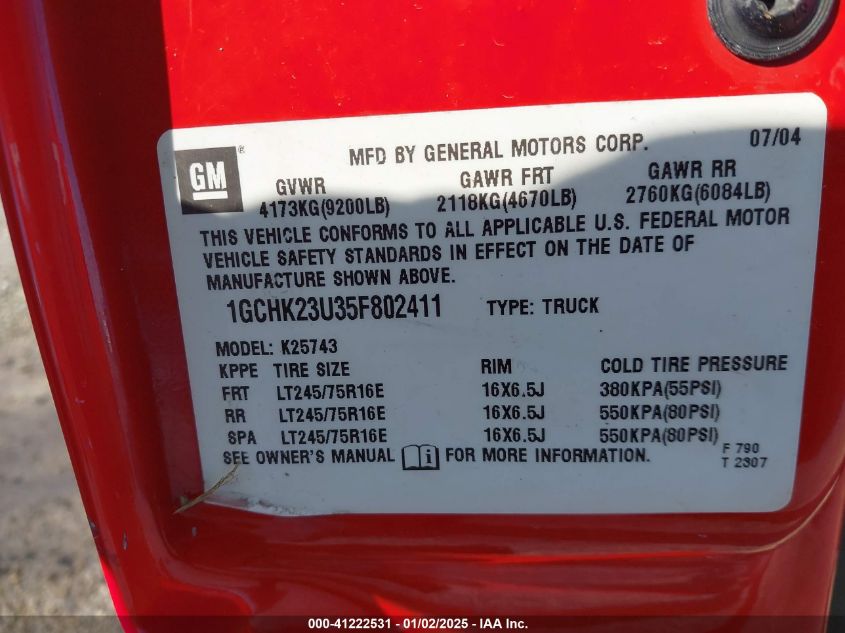 MFD BY GENERAL MOTORS CORP. 07/04
GM®
GVWR GAWR FRT GAWR RR
4173KG(9200LB) 2118KG(4670LB) 2760KG(6084LB)
THIS VEHICLE CONFORMS TO ALL APPLICABLE U.S. FEDERAL MOTOR
VEHICLE SAFETY STANDARDS IN EFFECT ON THE DATE OF
MANUFACTURE SHOWN ABOVE.
1GCHK23U35F802411 TYPE: TRUCK
MODEL: K25743
KPPE TIRE SIZE RIM COLD TIRE PRESSURE
FRT LT245/75R16E 16X6.5J 380KPA(55PSI)
RR LT245/75R16E 16X6.5J 550KPA(80PSI)
SPA LT245/75R16E 16X6.5J 550KPA(80PSI)
SEE OWNER'S MANUAL i FOR MORE INFORMATION.
F 790
T 2307
000-41222531 - 01/02/2025 - IAA Inc.